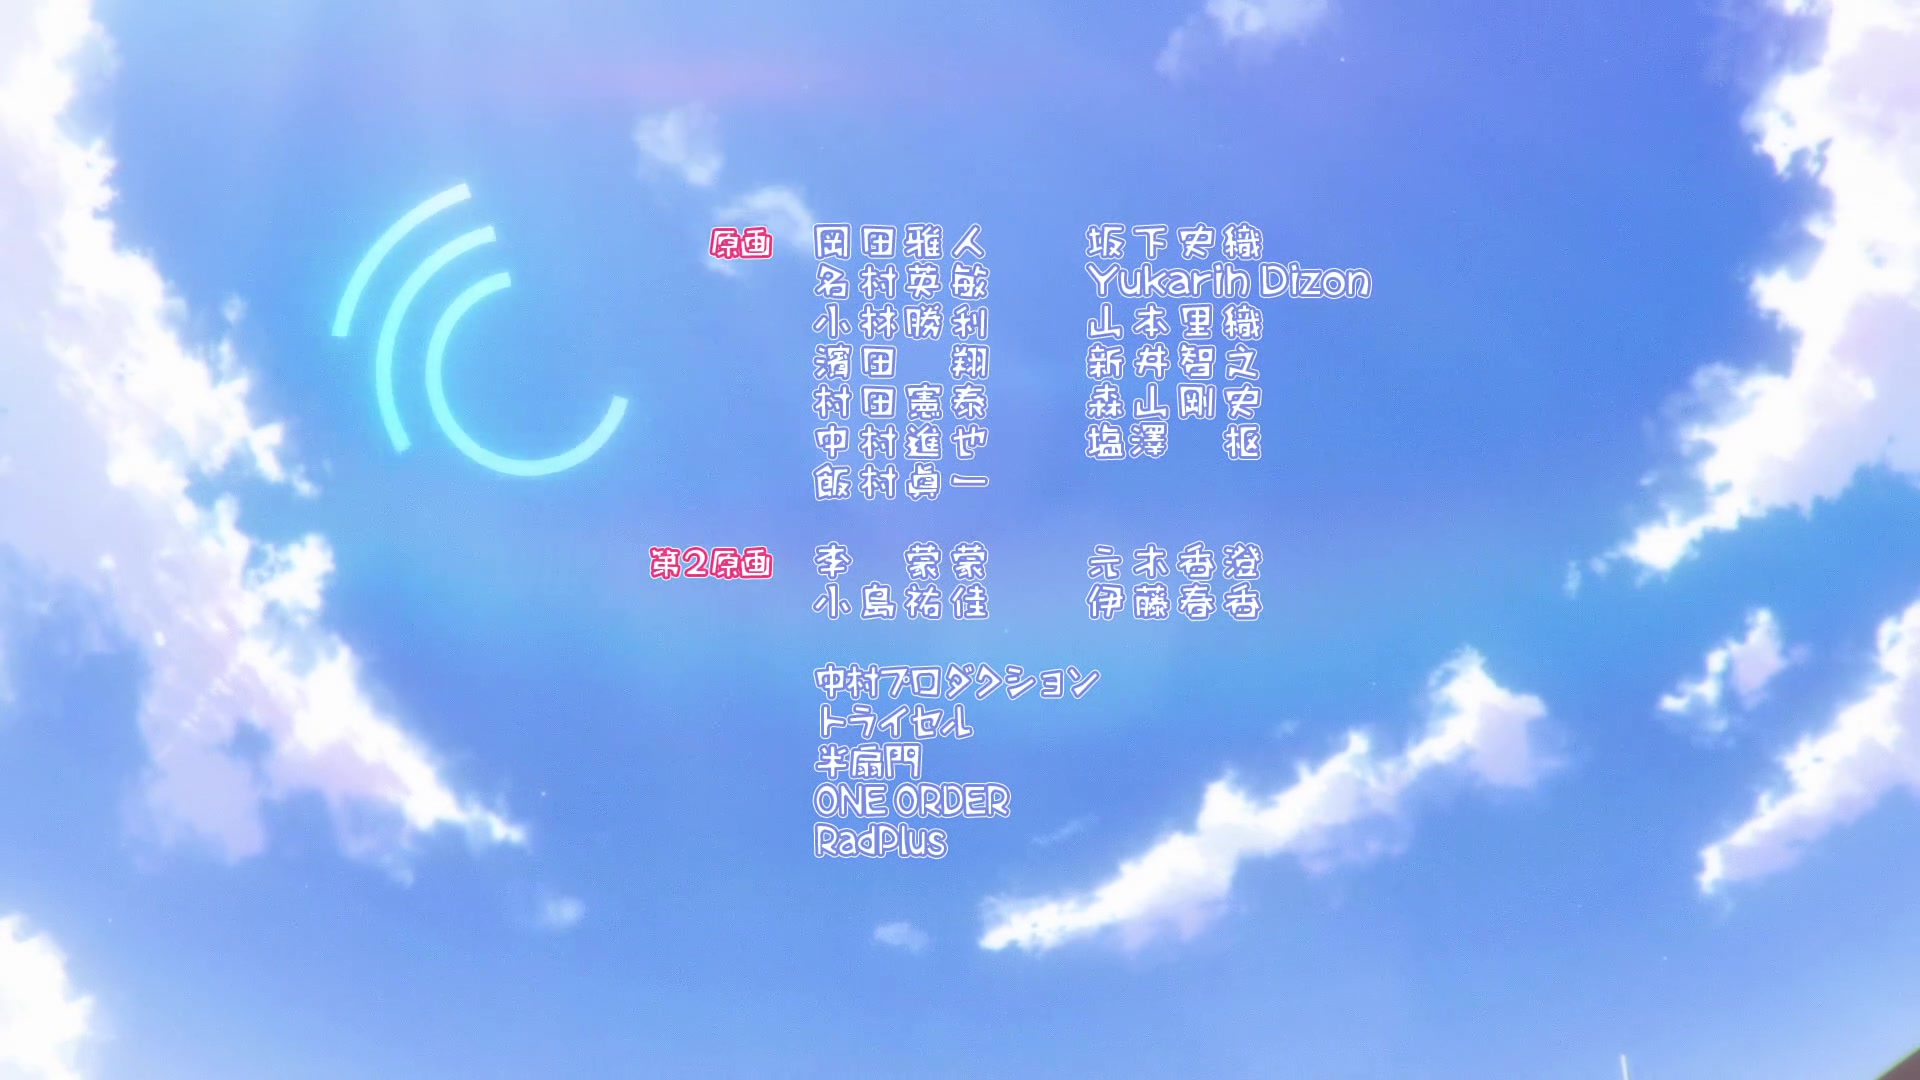 原画 岡田雅人 坂下史織
名村英敏 Yukarih Dizon
小林勝利 山本里織
濱田 翔 新井智之
村田憲泰 森山剛史
中村進也 塩澤 枢
飯村眞一
第2原画 李 蒙蒙 六木香澄
小島祐佳 伊藤春香
中村プロダクション
トライセル
半扇門
ONE ORDER
RadPlus